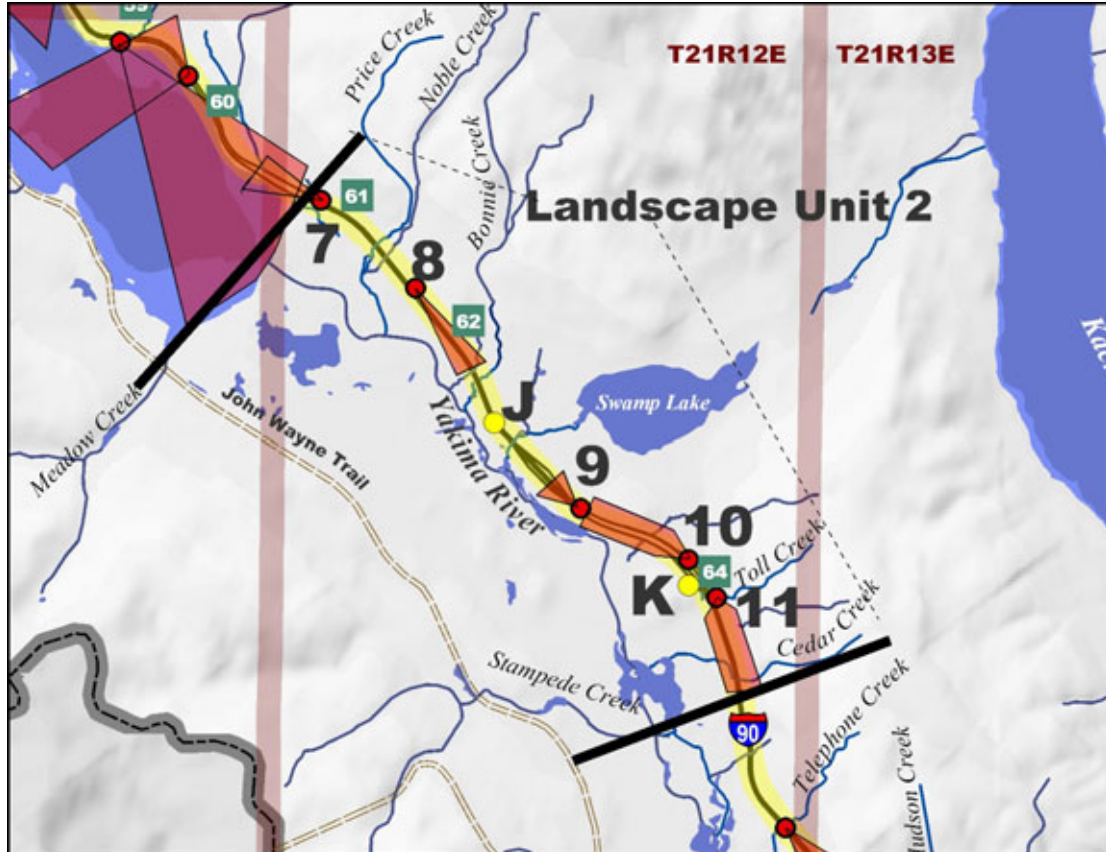 59
Price Creek
Noble Creek
T21R12E
T21R13E
60
Bonnie Creek
61
Landscape Unit 2
7
8
62
Meadow Creek
John Wayne Trail
Yakima River
J
Swamp Lake
9
10
64
Toll Creek
K
11
Cedar Creek
Stampede Creek
90
Telephone Creek
Hudson Creek